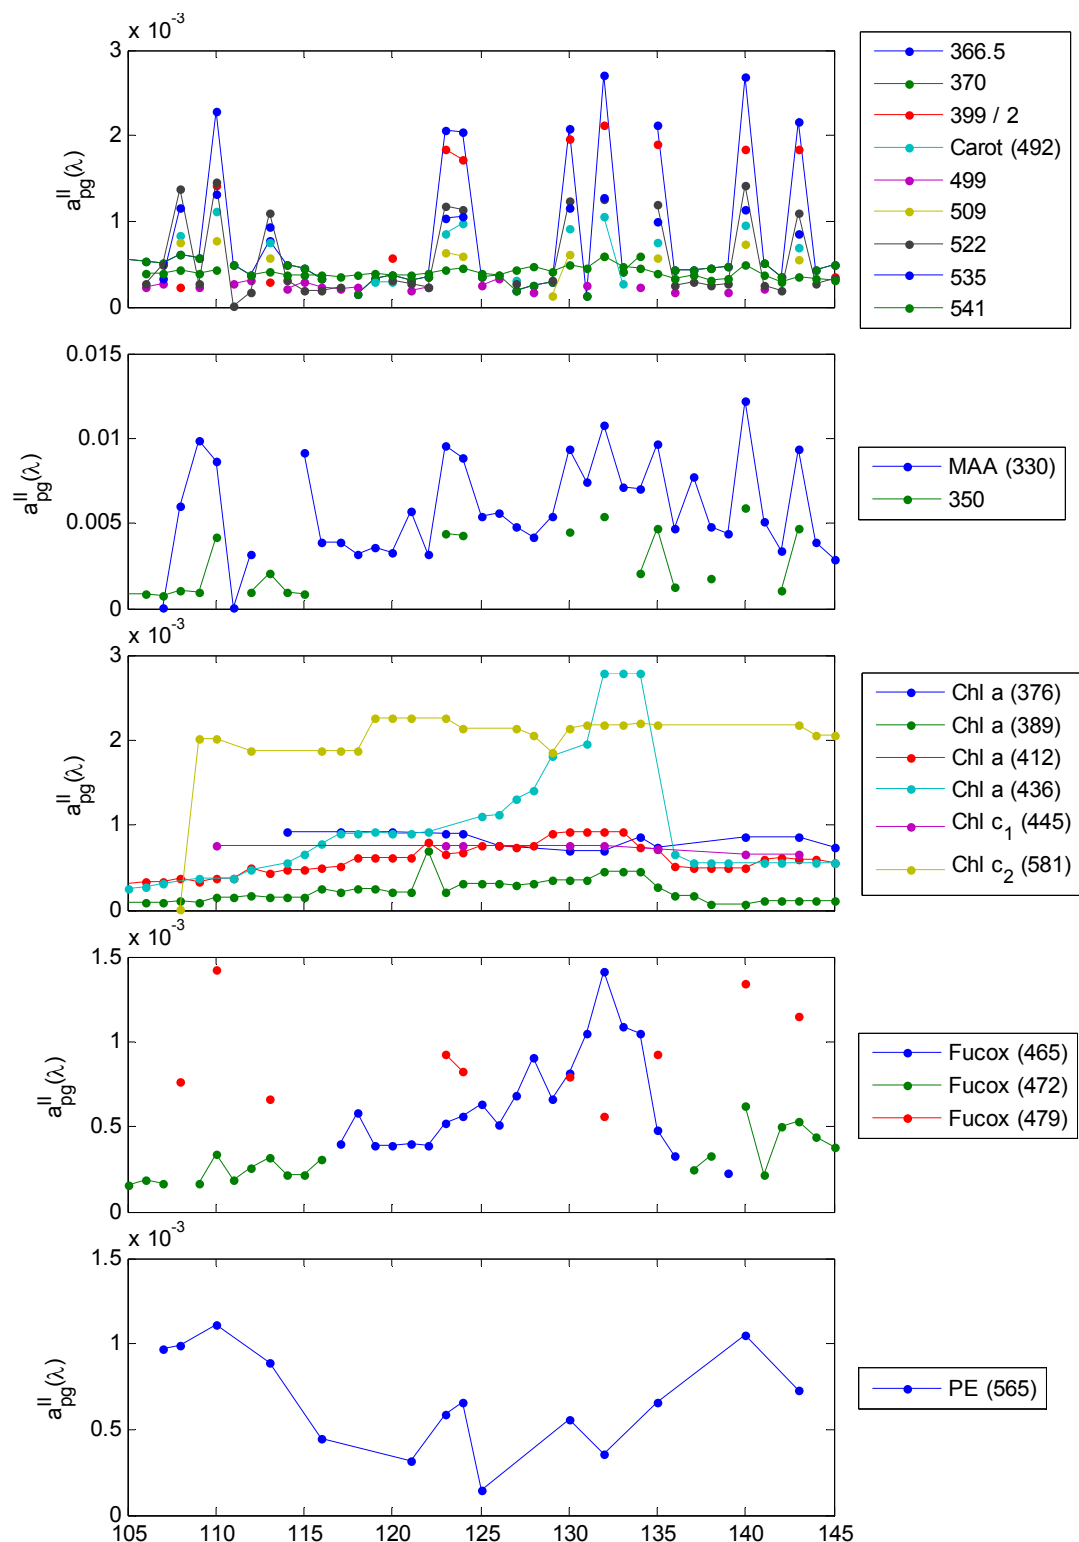 x 10^-3
3
2
1
0
a^II_pg(λ)
366.5
370
399 / 2
Carot (492)
499
509
522
535
541
0.015
0.01
0.005
0
a^II_pg(λ)
MAA (330)
350
x 10^-3
3
2
1
0
a^II_pg(λ)
Chl a (376)
Chl a (389)
Chl a (412)
Chl a (436)
Chl c_1 (445)
Chl c_2 (581)
x 10^-3
1.5
1
0.5
0
a^II_pg(λ)
Fucox (465)
Fucox (472)
Fucox (479)
x 10^-3
1.5
1
0.5
0
a^II_pg(λ)
PE (565)
105 110 115 120 125 130 135 140 145